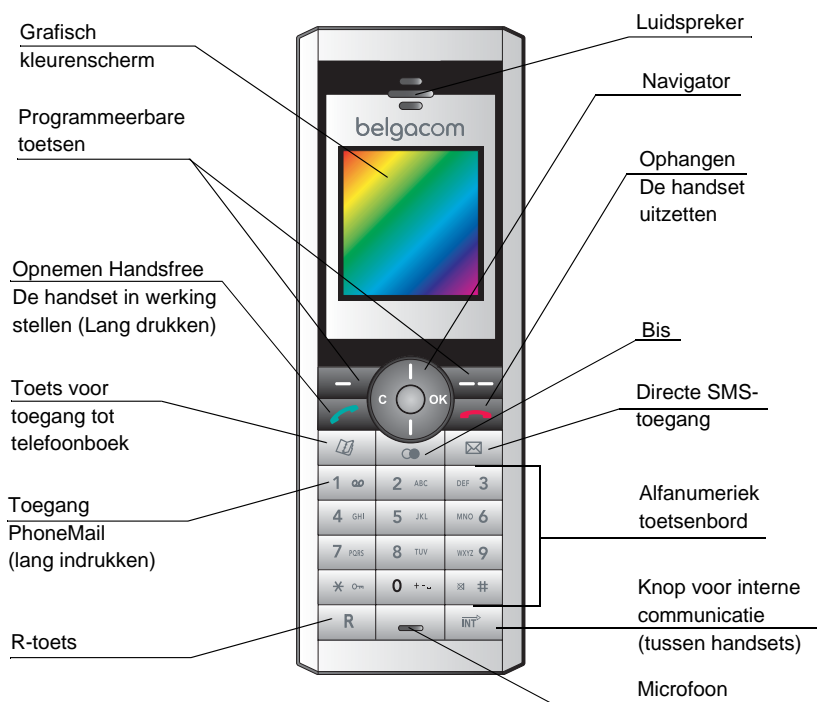 Grafisch
kleurenscherm
Programmeerbare
toetsen
Opnemen Handsfree
De handset in werking
stellen (Lang drukken)
Toets voor
toegang tot
telefoonboek
Toegang
PhoneMail
(lang indrukken)
R-toets
Luidspreker
Navigator
Ophangen
De handset
uitzetten
Bis
Directe SMS-
toegang
Alfanumeriek
toetsenbord
Knop voor interne
communicatie
(tussen handsets)
Microfoon
belgacom
C OK
1 2 ABC DEF 3
4 GHI 5 JKL MNO 6
7 PQRS 8 TUV WXYZ 9
* 0 +-⎵ #
R INT